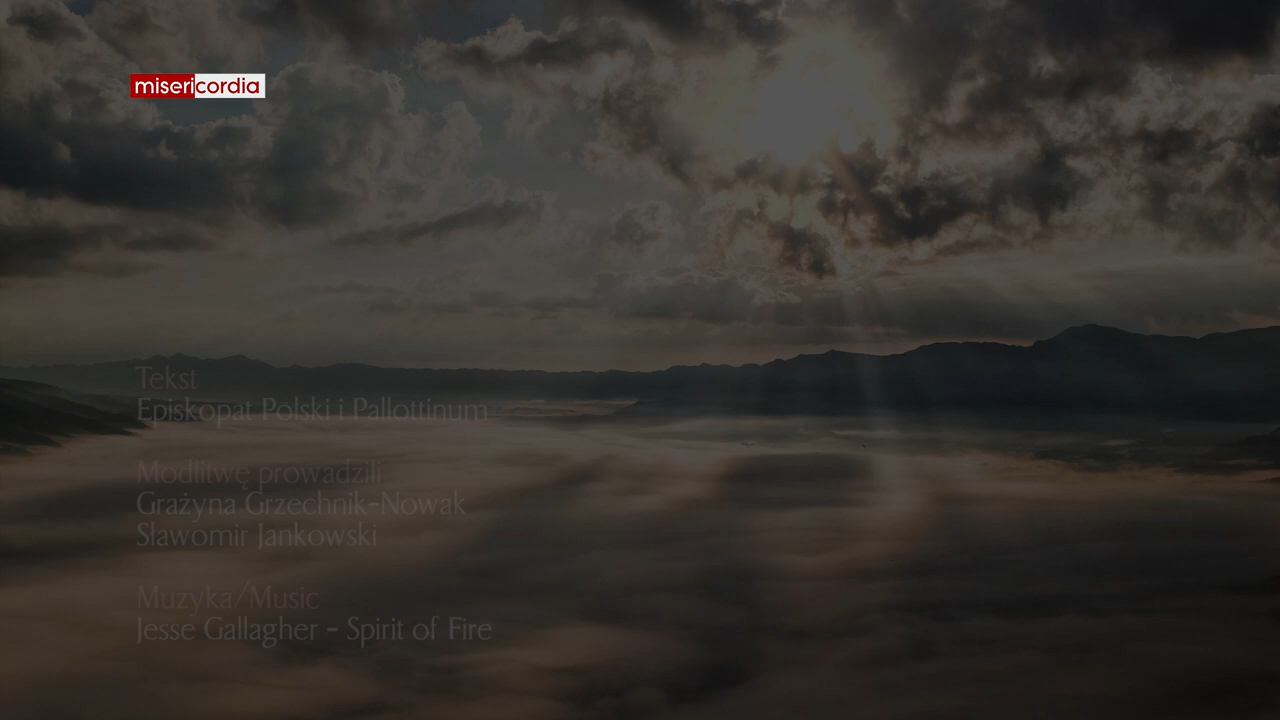 misericordia
Tekst
Episkopat Polski i Pallottinum
Modlitwę prowadzili
Grażyna Grzechnik-Nowak
Sławomir Jankowski
Muzyka/Music
Jesse Gallagher - Spirit of Fire